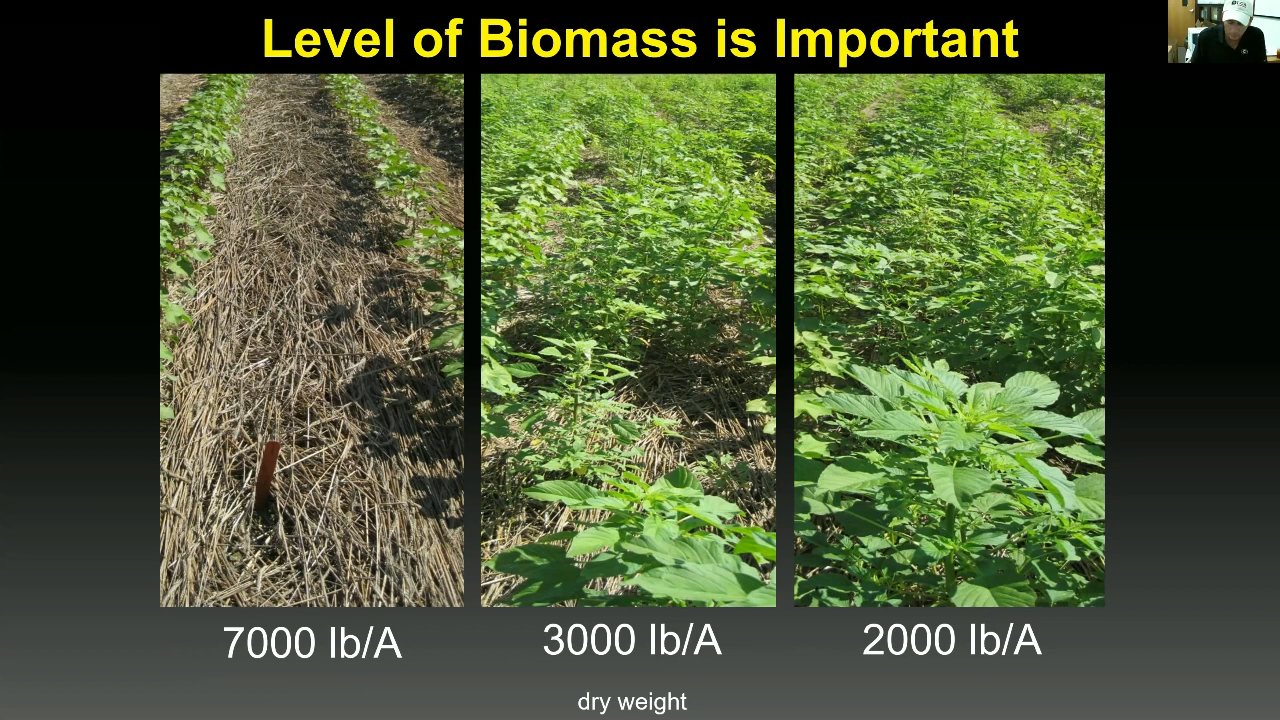 Level of Biomass is Important
7000 lb/A
3000 lb/A
2000 lb/A
dry weight